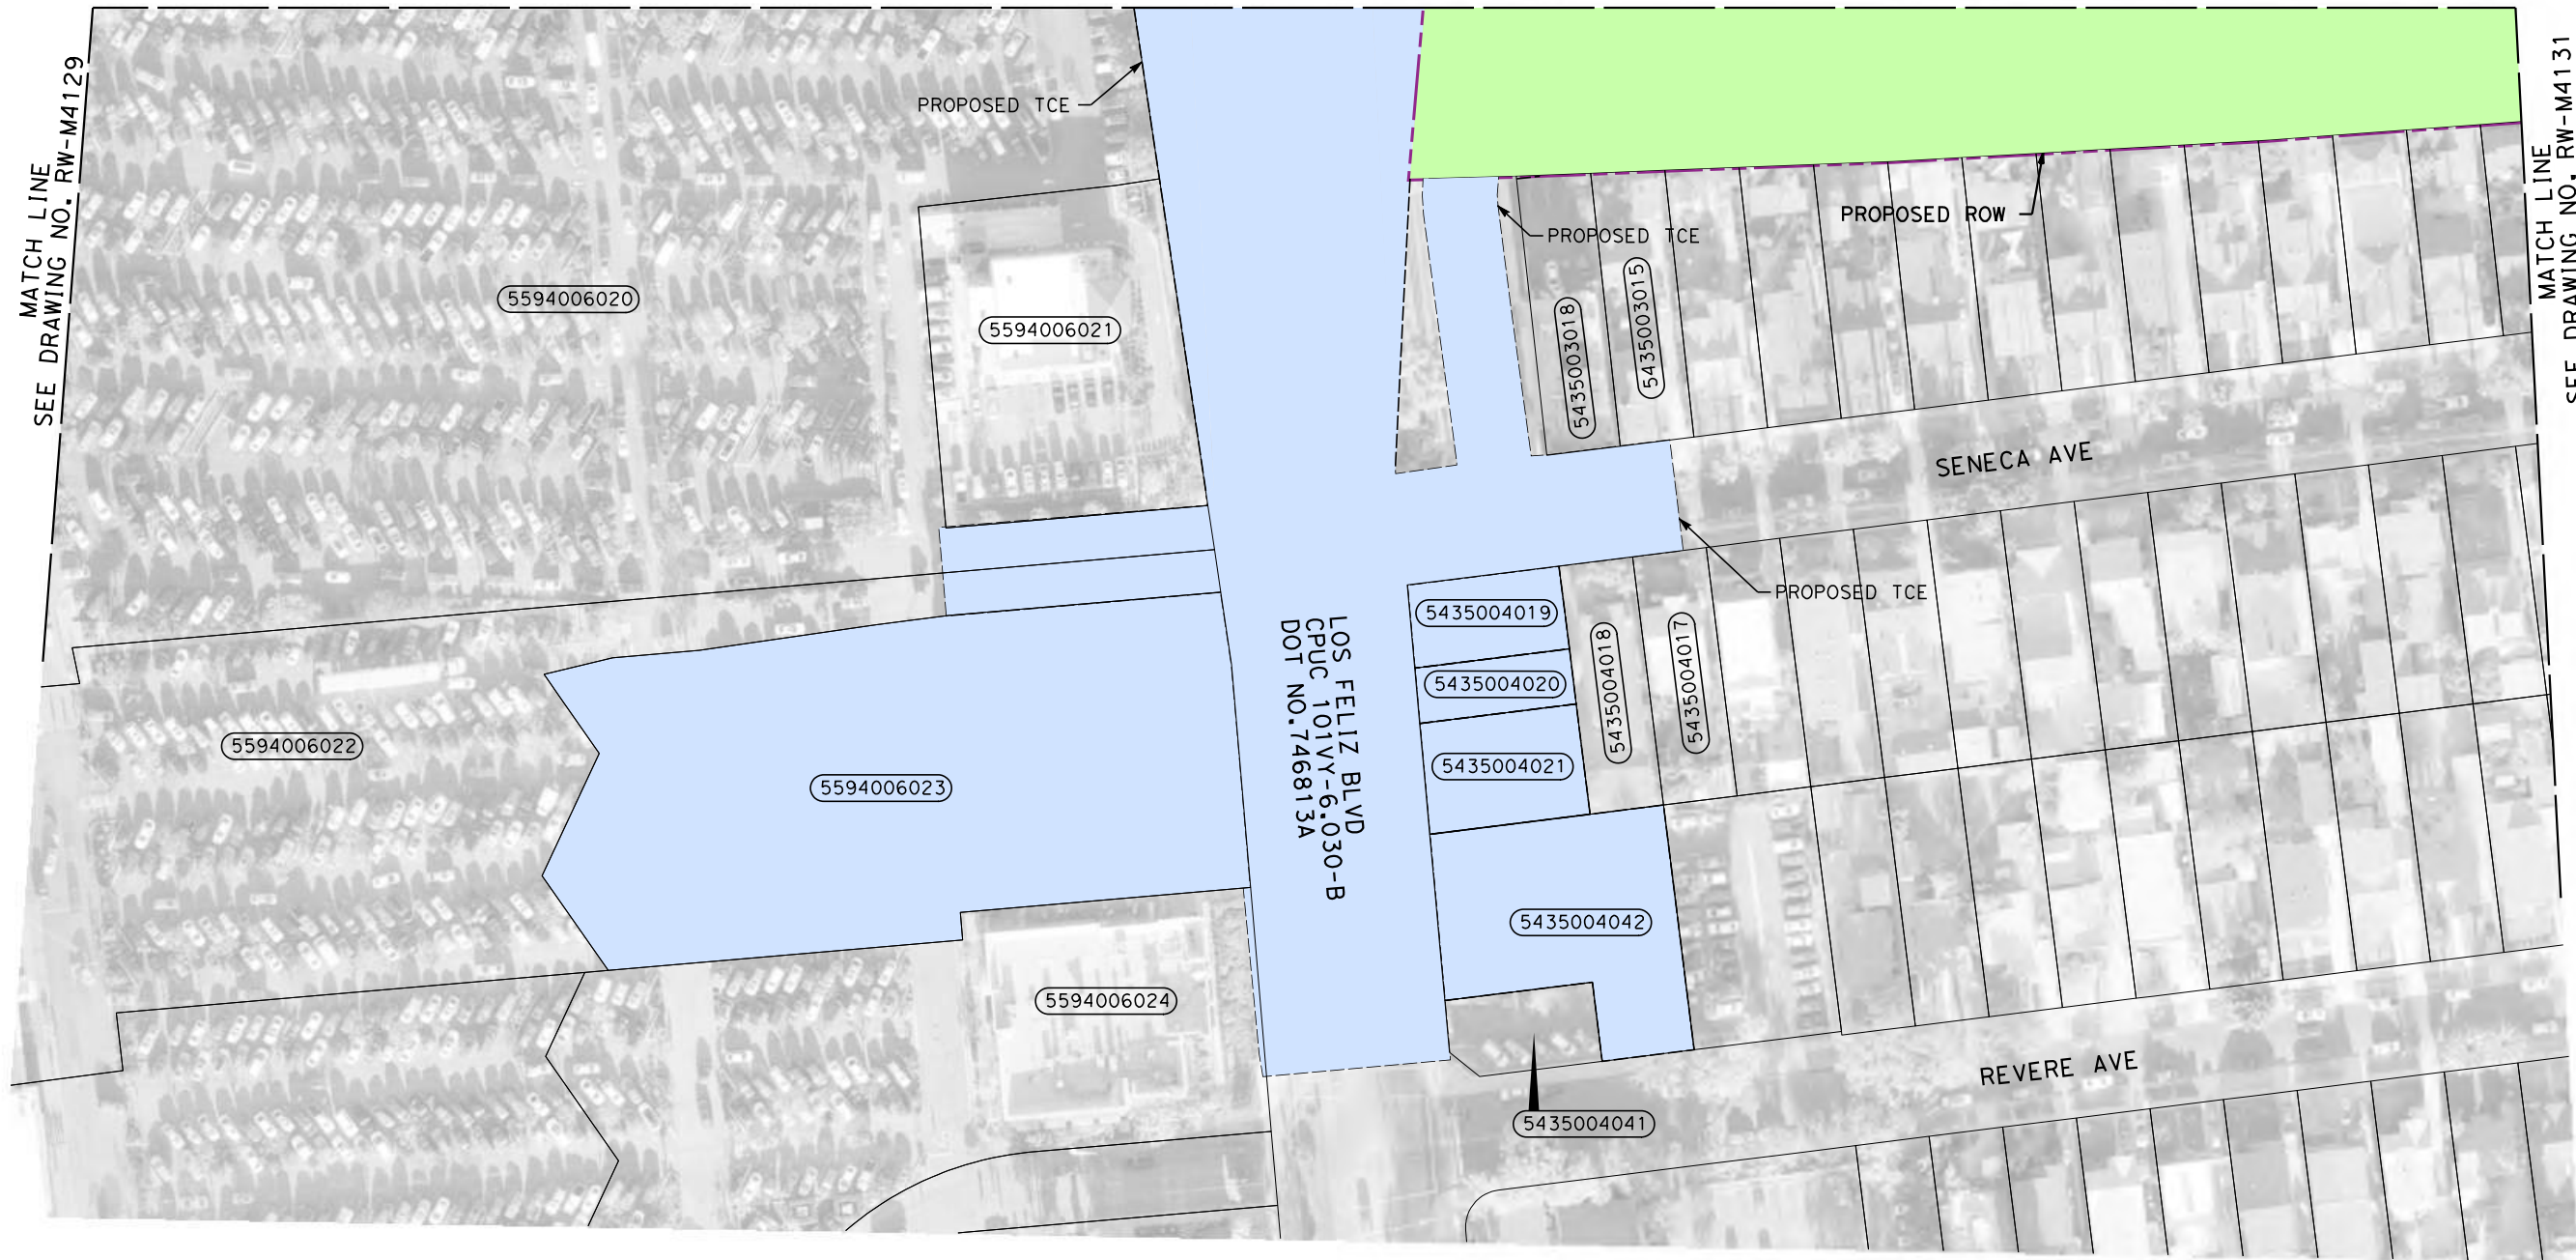 MATCH LINE
SEE DRAWING NO. RW-M4129
PROPOSED TCE
5594006020
5594006021
PROPOSED TCE
PROPOSED ROW
5435003018
5435003015
MATCH LINE
SEE DRAWING NO. RW-M4131
SENECA AVE
PROPOSED TCE
LOS FELIZ BLVD
CPUC 101VY-6.030-B
DOT NO.746813A
5435004019
5435004020
5435004021
5435004018
5435004017
5594006022
5594006023
5435004042
5594006024
REVERE AVE
5435004041